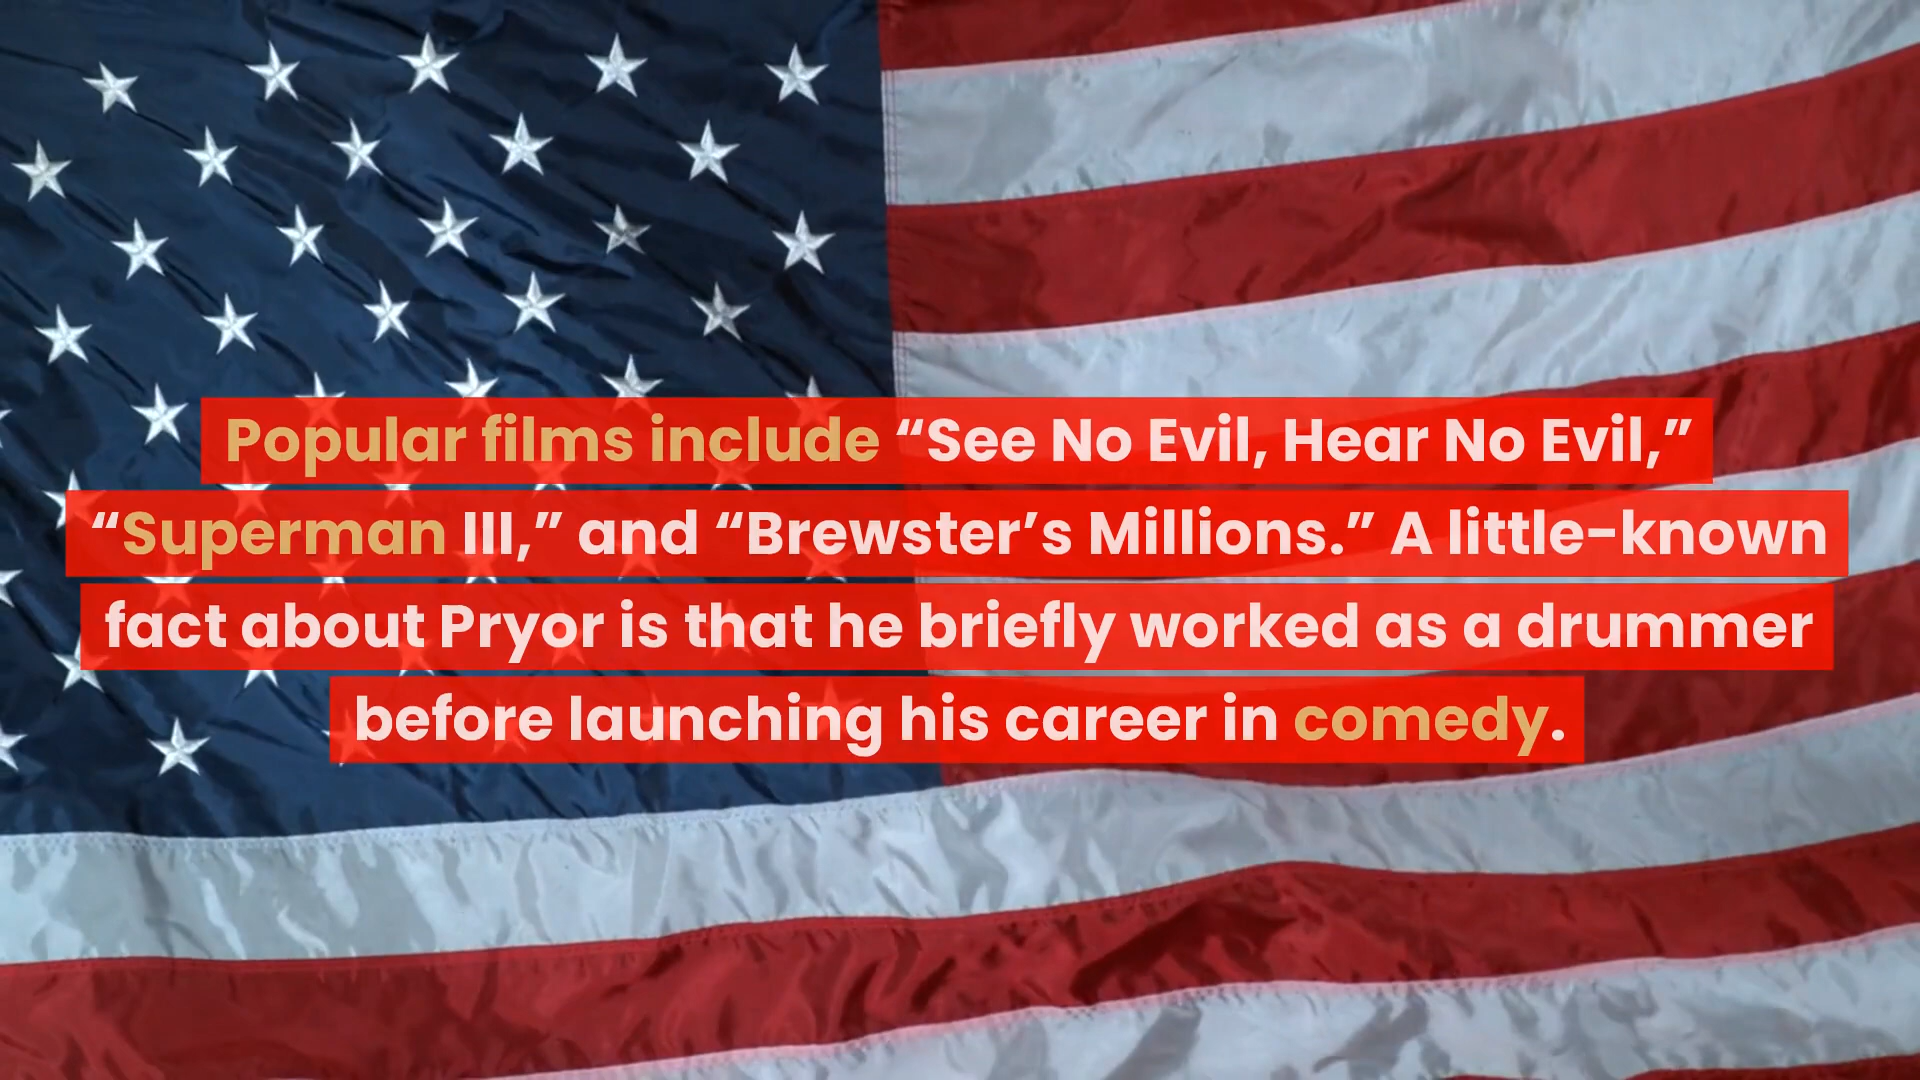 Popular films include “See No Evil, Hear No Evil,”
“Superman III,” and “Brewster’s Millions.” A little-known
fact about Pryor is that he briefly worked as a drummer
before launching his career in comedy.